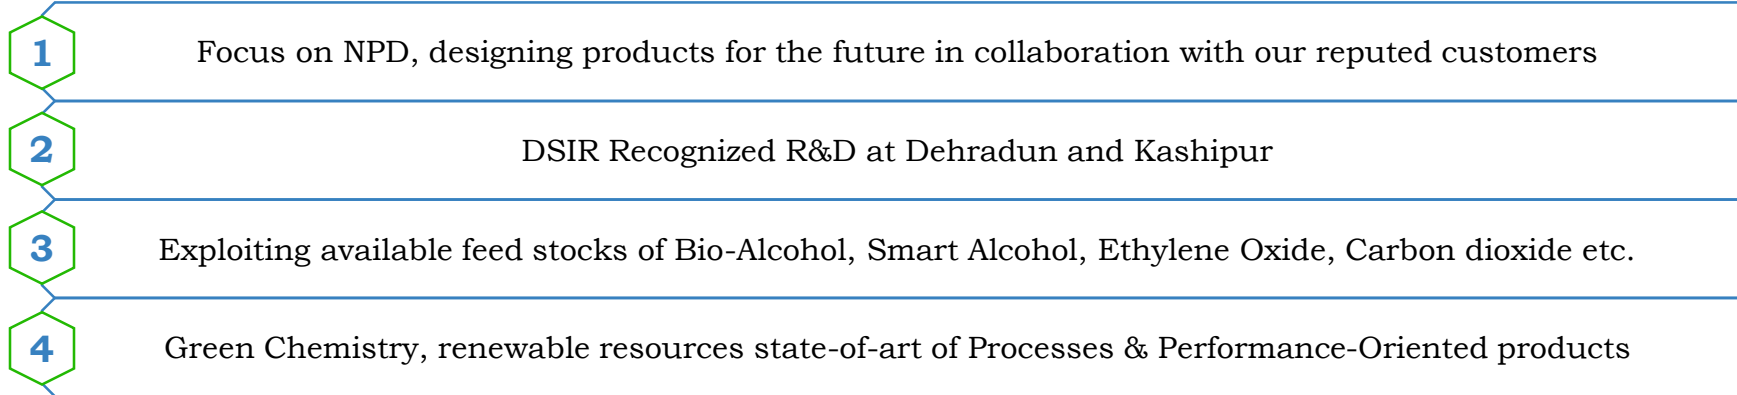 1
Focus on NPD, designing products for the future in collaboration with our reputed customers
2
DSIR Recognized R&D at Dehradun and Kashipur
3
Exploiting available feed stocks of Bio-Alcohol, Smart Alcohol, Ethylene Oxide, Carbon dioxide etc.
4
Green Chemistry, renewable resources state-of-art of Processes & Performance-Oriented products